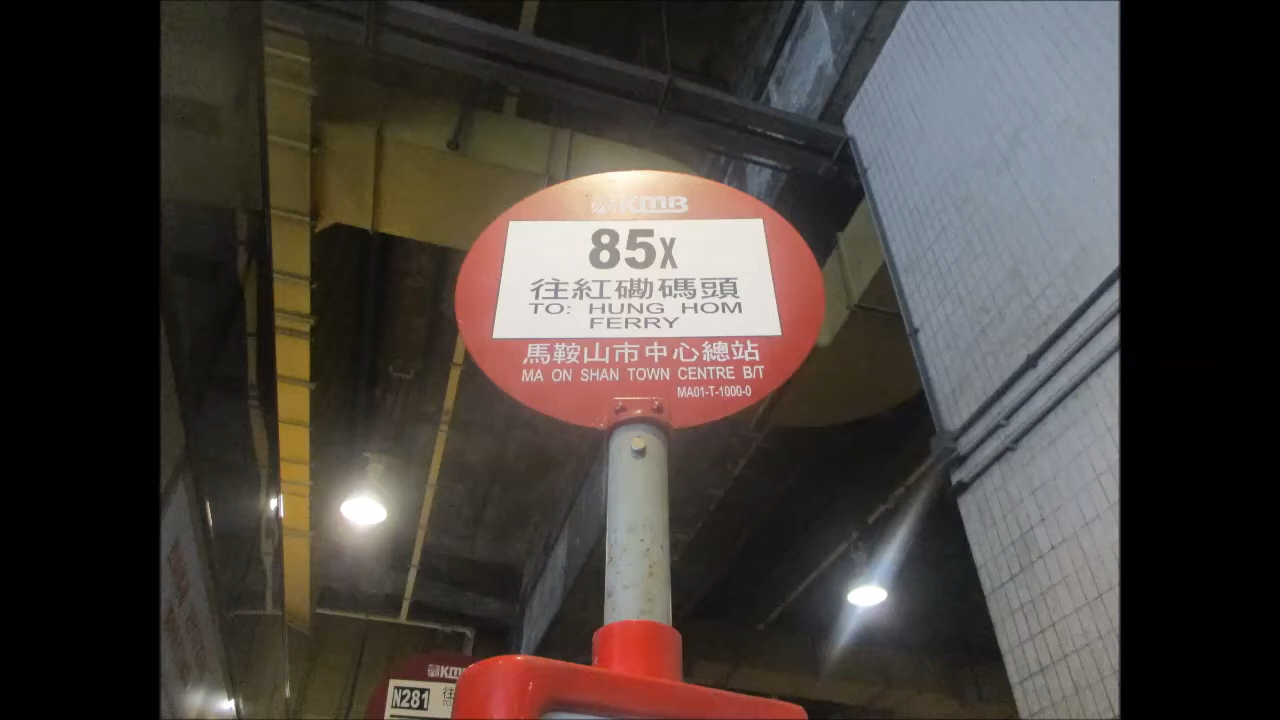 KMB
85X
往紅磡碼頭
TO: HUNG HOM
FERRY
馬鞍山市中心總站
MA ON SHAN TOWN CENTRE B/T
MA01-T-1000-0
KMB
N281
往
TO